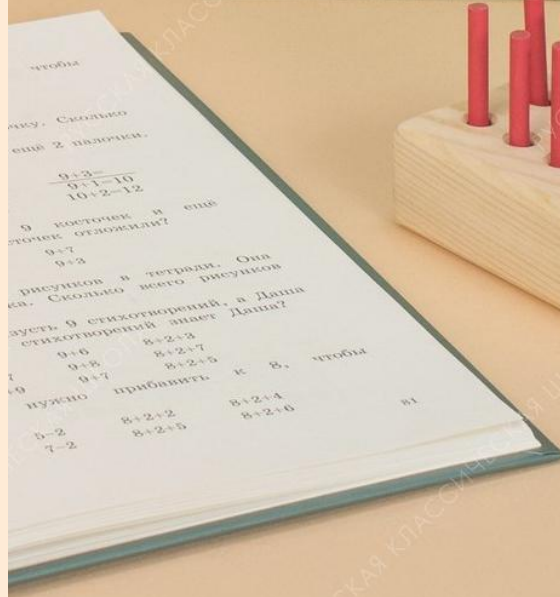 чтобы
Сколько
ещё 2 палочки.
9+3=
9+1=10
10+2=12
9 косточек и ещё
отложили?
9+7
9+3
рисунков в тетради. Она
Сколько всего рисунков
9 стихотворений, а Даша
стихотворений знает Даша?
9+6 8+2+3
9+8 8+2+7
9+7 8+2+5
нужно прибавить к 8, чтобы
5−2 8+2+2 8+2+4
7−2 8+2+5 8+2+6
81